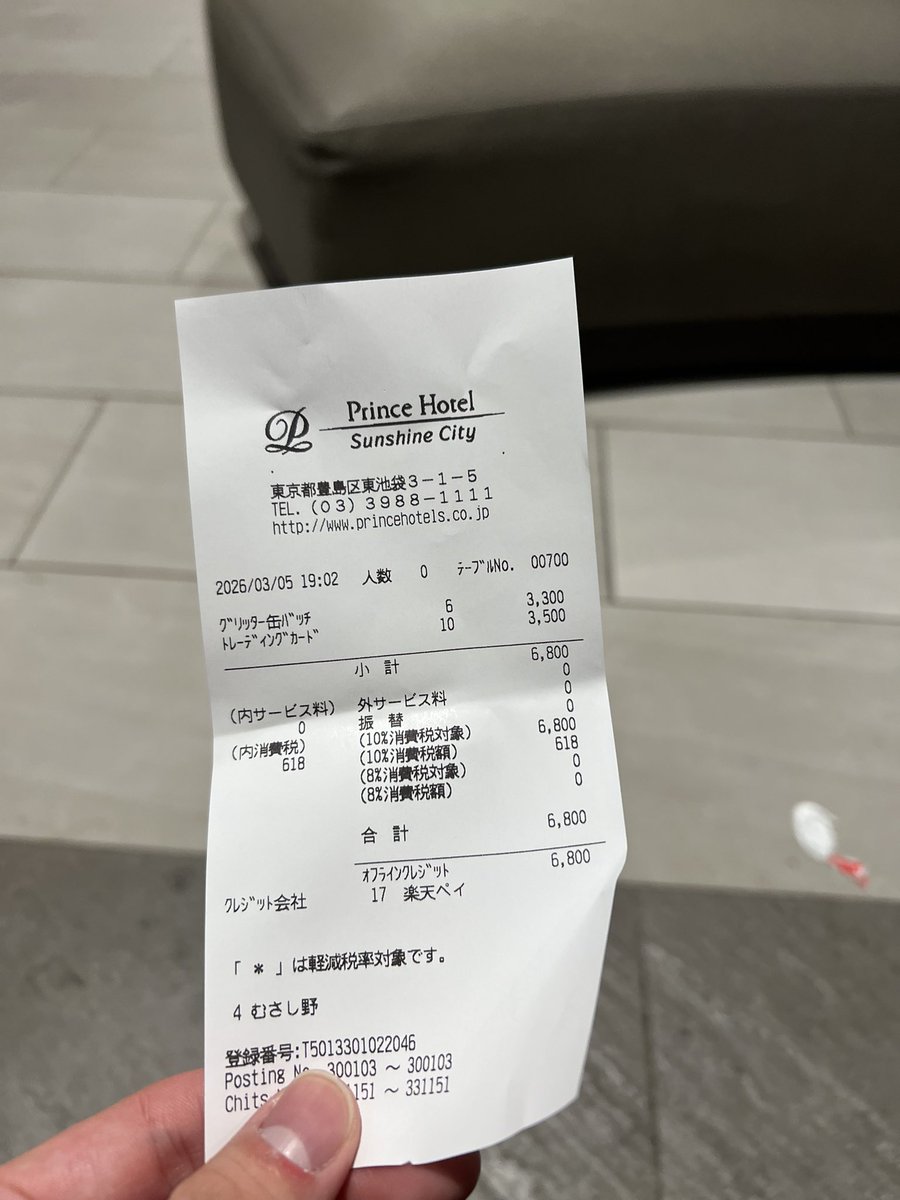 Prince Hotel
Sunshine City
東京都豊島区東池袋3-1-5
TEL. (03) 3988-1111
http://www.princehotels.co.jp
2026/03/05 19:02 人数 0 ﾃｰﾌﾞﾙNo. 00700
ｸﾞﾘｯﾀｰ缶ﾊﾞｯﾁ 6 3,300
ﾄﾚｰﾃﾞｨﾝｸﾞｶｰﾄﾞ 10 3,500
小 計 6,800
0
(内サービス料) 外サービス料 0
0 振 替 0
(内消費税) (10%消費税対象) 6,800
618 (10%消費税額) 618
(8%消費税対象) 0
(8%消費税額) 0
合 計 6,800
ｵﾌﾗｲﾝｸﾚｼﾞｯﾄ 6,800
ｸﾚｼﾞｯﾄ会社 17 楽天ペイ
「 * 」は軽減税率対象です。
4 むさし野
登録番号:T5013301022046
Posting 300103 ～ 300103
Chits 151 ～ 331151